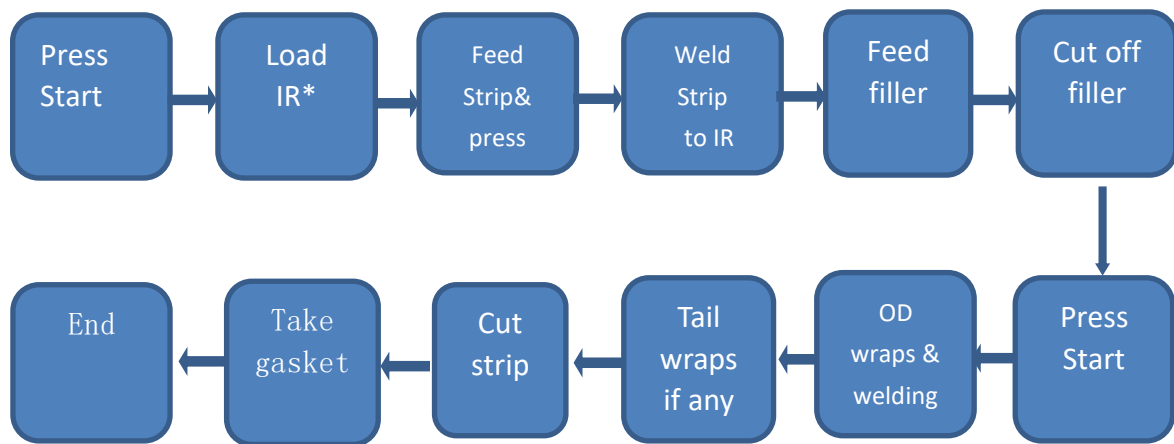 Press
Start
Load
IR*
Feed
Strip&
press
Weld
Strip
to IR
Feed
filler
Cut off
filler
Press
Start
OD
wraps &
welding
Tail
wraps
if any
Cut
strip
Take
gasket
End